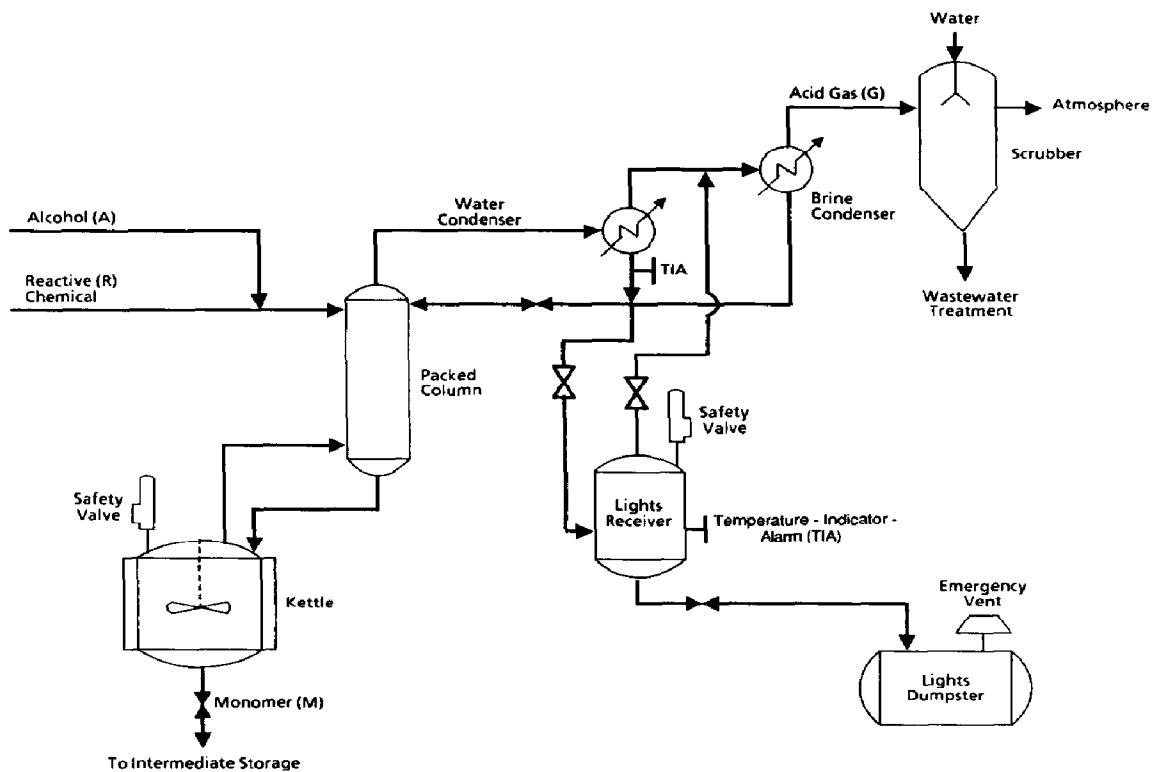 Water
Acid Gas (G)
Atmosphere
Scrubber
Water
Condenser
Brine
Condenser
Alcohol (A)
TIA
Reactive (R)
Chemical
Wastewater
Treatment
Packed
Column
Safety
Valve
Safety
Valve
Lights
Receiver
Temperature - Indicator -
Alarm (TIA)
Kettle
Emergency
Vent
Lights
Dumpster
Monomer (M)
To Intermediate Storage